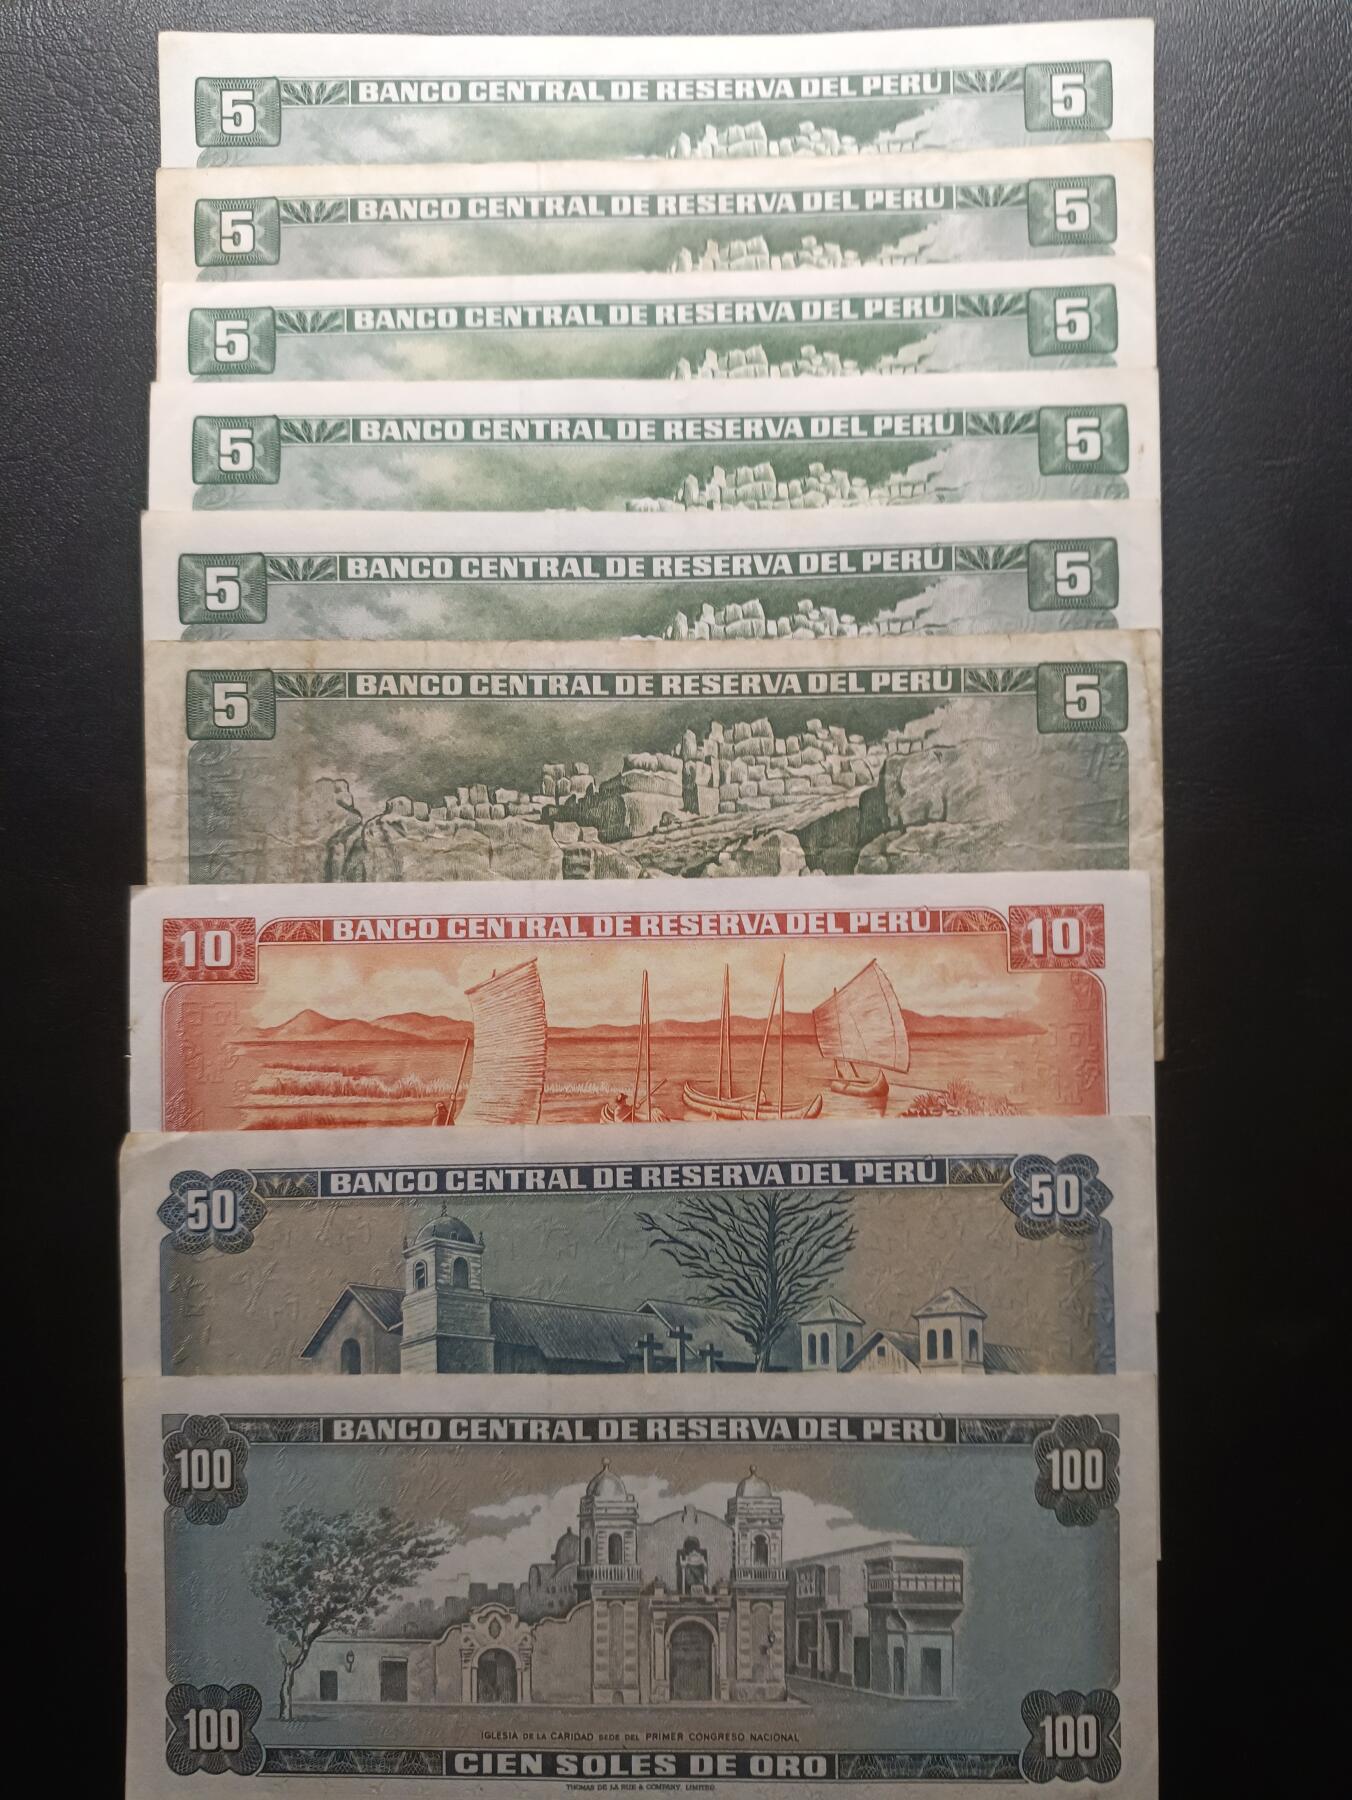 5 BANCO CENTRAL DE RESERVA DEL PERÚ 5
5 BANCO CENTRAL DE RESERVA DEL PERÚ 5
5 BANCO CENTRAL DE RESERVA DEL PERÚ 5
5 BANCO CENTRAL DE RESERVA DEL PERÚ 5
5 BANCO CENTRAL DE RESERVA DEL PERÚ 5
5 BANCO CENTRAL DE RESERVA DEL PERÚ 5
10 BANCO CENTRAL DE RESERVA DEL PERÚ 10
50 BANCO CENTRAL DE RESERVA DEL PERÚ 50
BANCO CENTRAL DE RESERVA DEL PERÚ
100 100
IGLESIA DE LA CARIDAD SEDE DEL PRIMER CONGRESO NACIONAL
100 100
CIEN SOLES DE ORO
THOMAS DE LA RUE & COMPANY, LIMITED.